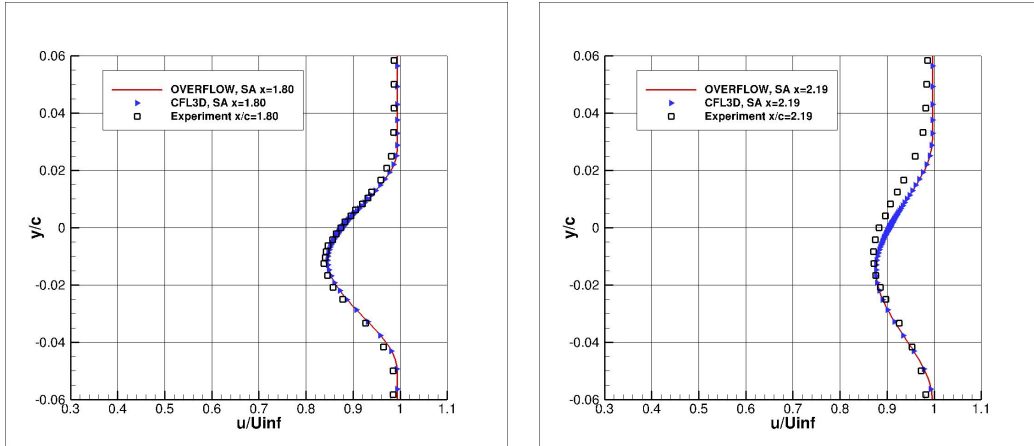 0.06
OVERFLOW, SA x=1.80
CFL3D, SA x=1.80
Experiment x/c=1.80
0.04
0.02
y/c
0
-0.02
-0.04
-0.06
0.3 0.4 0.5 0.6 0.7 0.8 0.9 1 1.1
u/Uinf
0.06
OVERFLOW, SA x=2.19
CFL3D, SA x=2.19
Experiment x/c=2.19
0.04
0.02
y/c
0
-0.02
-0.04
-0.06
0.3 0.4 0.5 0.6 0.7 0.8 0.9 1 1.1
u/Uinf